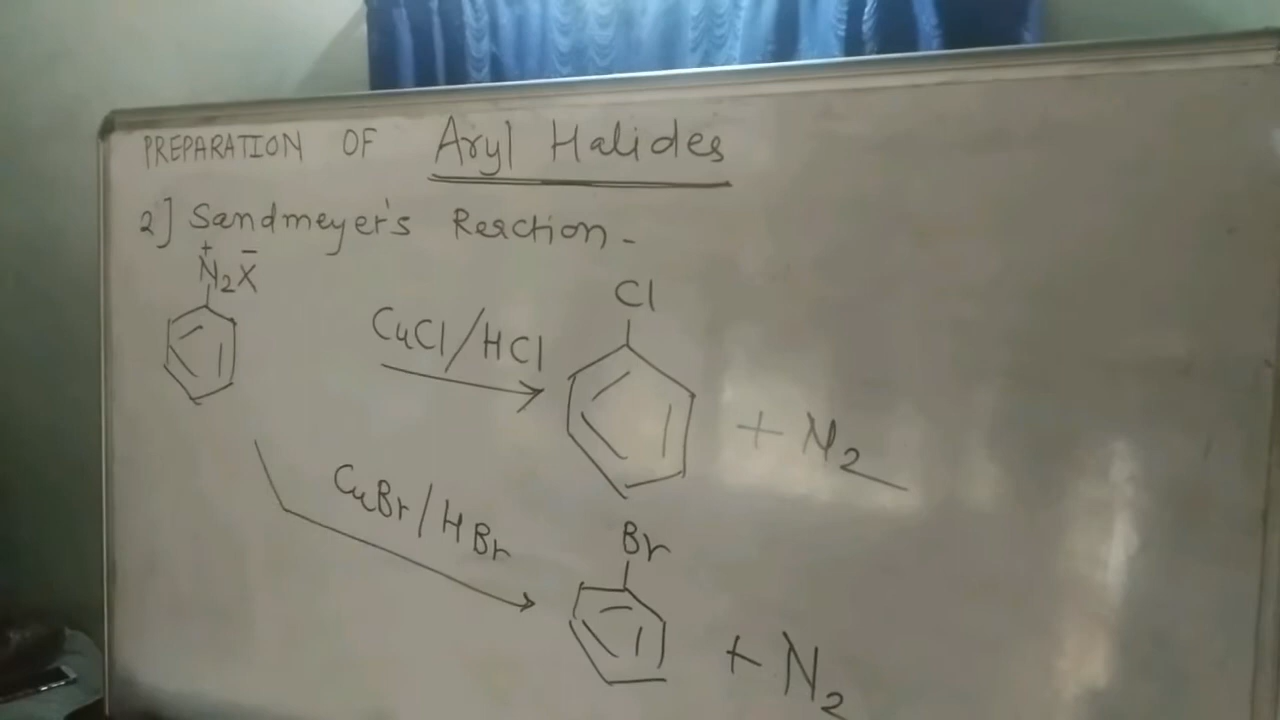 PREPARATION OF Aryl Halides
2] Sandmeyer's Reaction -
+ -
N2X
Cl
CuCl/HCl
+ N2
CuBr/HBr
Br
+ N2